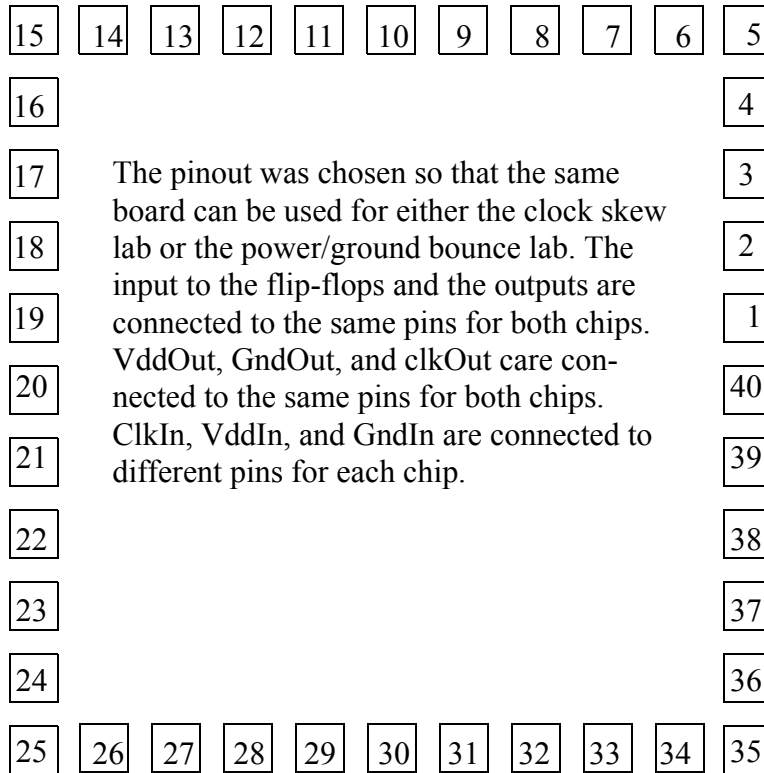 15 14 13 12 11 10 9 8 7 6 5
16 4
17 The pinout was chosen so that the same 3
board can be used for either the clock skew
18 lab or the power/ground bounce lab. The 2
input to the flip-flops and the outputs are
19 connected to the same pins for both chips. 1
VddOut, GndOut, and clkOut care con-
20 nected to the same pins for both chips. 40
ClkIn, VddIn, and GndIn are connected to
21 different pins for each chip. 39
22 38
23 37
24 36
25 26 27 28 29 30 31 32 33 34 35